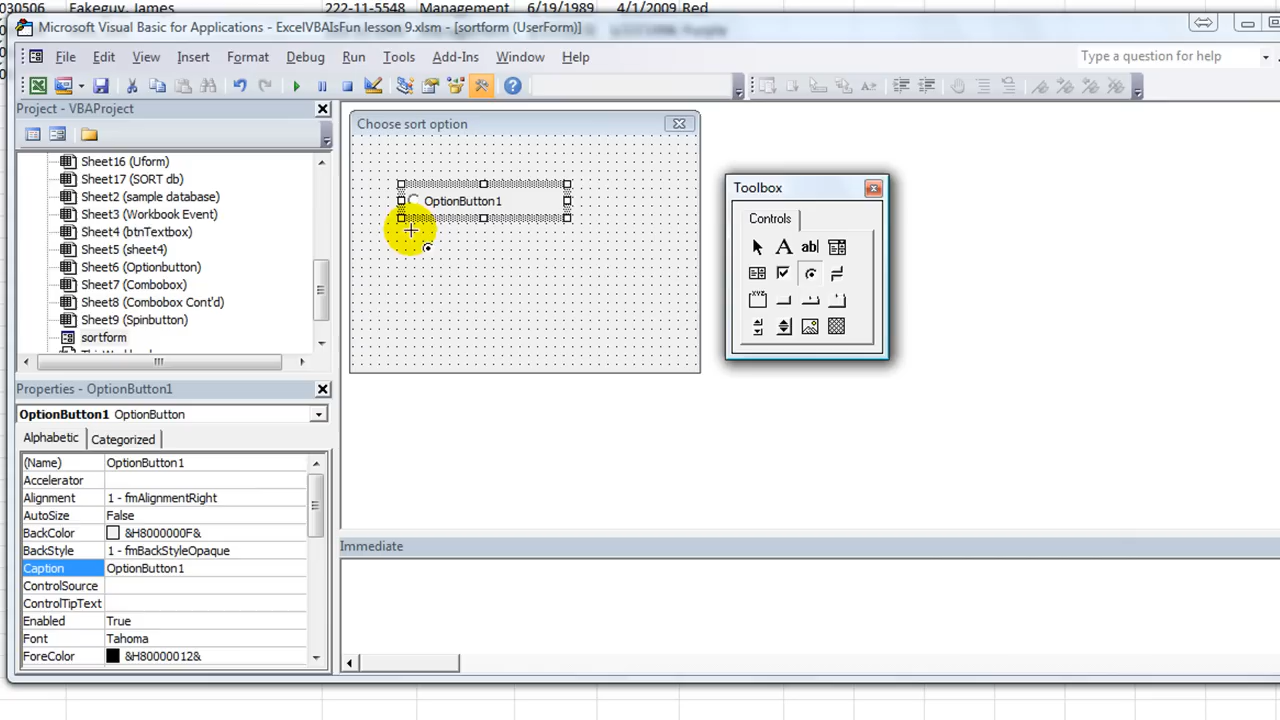 030506 Fakeguy, James 222-11-5548 Management 6/19/1989 4/1/2009 Red
Microsoft Visual Basic for Applications - ExcelVBAIsFun lesson 9.xlsm - [sortform (UserForm)]
File Edit View Insert Format Debug Run Tools Add-Ins Window Help
Type a question for help
Project - VBAProject
Sheet16 (Uform)
Sheet17 (SORT db)
Sheet2 (sample database)
Sheet3 (Workbook Event)
Sheet4 (btnTextbox)
Sheet5 (sheet4)
Sheet6 (Optionbutton)
Sheet7 (Combobox)
Sheet8 (Combobox Cont'd)
Sheet9 (Spinbutton)
sortform
Choose sort option
OptionButton1
Toolbox
Controls
A ab|
XYZ
Properties - OptionButton1
OptionButton1 OptionButton
Alphabetic Categorized
(Name) OptionButton1
Accelerator
Alignment 1 - fmAlignmentRight
AutoSize False
BackColor &H8000000F&
BackStyle 1 - fmBackStyleOpaque
Caption OptionButton1
ControlSource
ControlTipText
Enabled True
Font Tahoma
ForeColor &H80000012&
Immediate